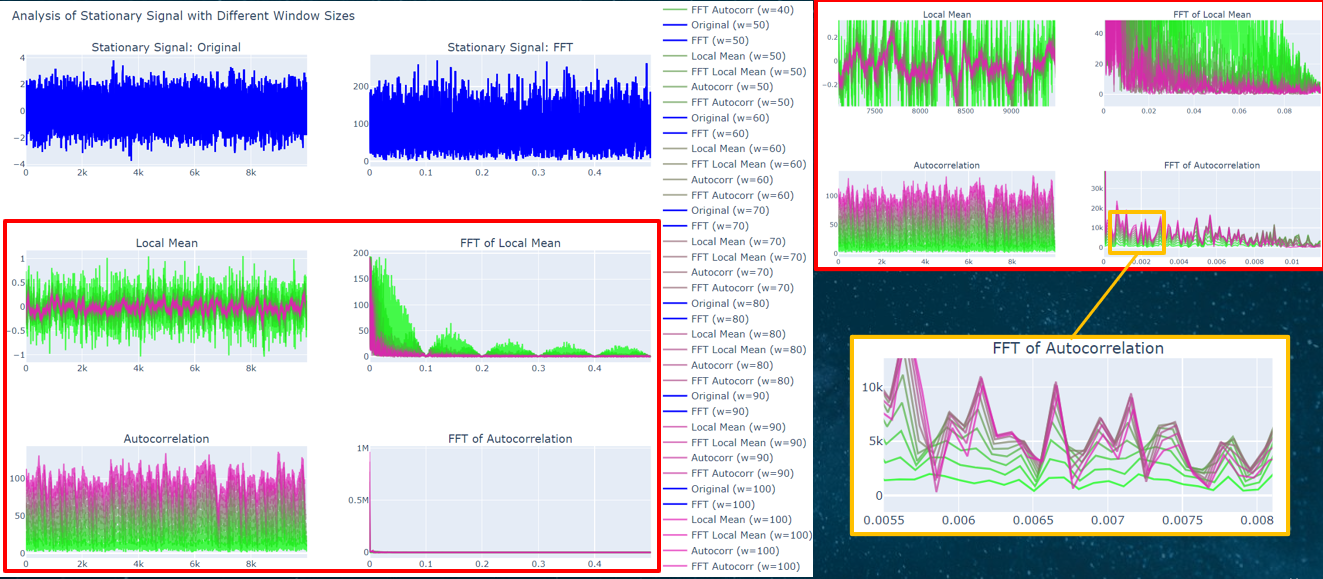 Analysis of Stationary Signal with Different Window Sizes
Stationary Signal: Original
4
2
0
−2
−4
0 2k 4k 6k 8k
Stationary Signal: FFT
200
100
0
0 0.1 0.2 0.3 0.4
Local Mean
1
0.5
0
−0.5
−1
0 2k 4k 6k 8k
FFT of Local Mean
200
150
100
50
0
0 0.1 0.2 0.3 0.4
Autocorrelation
100
50
0
0 2k 4k 6k 8k
FFT of Autocorrelation
1M
0.5M
0
0 0.1 0.2 0.3 0.4
FFT Autocorr (w=40)
Original (w=50)
FFT (w=50)
Local Mean (w=50)
FFT Local Mean (w=50)
Autocorr (w=50)
FFT Autocorr (w=50)
Original (w=60)
FFT (w=60)
Local Mean (w=60)
FFT Local Mean (w=60)
Autocorr (w=60)
FFT Autocorr (w=60)
Original (w=70)
FFT (w=70)
Local Mean (w=70)
FFT Local Mean (w=70)
Autocorr (w=70)
FFT Autocorr (w=70)
Original (w=80)
FFT (w=80)
Local Mean (w=80)
FFT Local Mean (w=80)
Autocorr (w=80)
FFT Autocorr (w=80)
Original (w=90)
FFT (w=90)
Local Mean (w=90)
FFT Local Mean (w=90)
Autocorr (w=90)
FFT Autocorr (w=90)
Original (w=100)
FFT (w=100)
Local Mean (w=100)
FFT Local Mean (w=100)
Autocorr (w=100)
FFT Autocorr (w=100)
Local Mean
0.2
0
−0.2
7500 8000 8500 9000
FFT of Local Mean
40
20
0
0 0.02 0.04 0.06 0.08
Autocorrelation
100
50
0
0 2k 4k 6k 8k
FFT of Autocorrelation
30k
20k
10k
0
0 0.002 0.004 0.006 0.008 0.01
FFT of Autocorrelation
10k
5k
0
0.0055 0.006 0.0065 0.007 0.0075 0.008